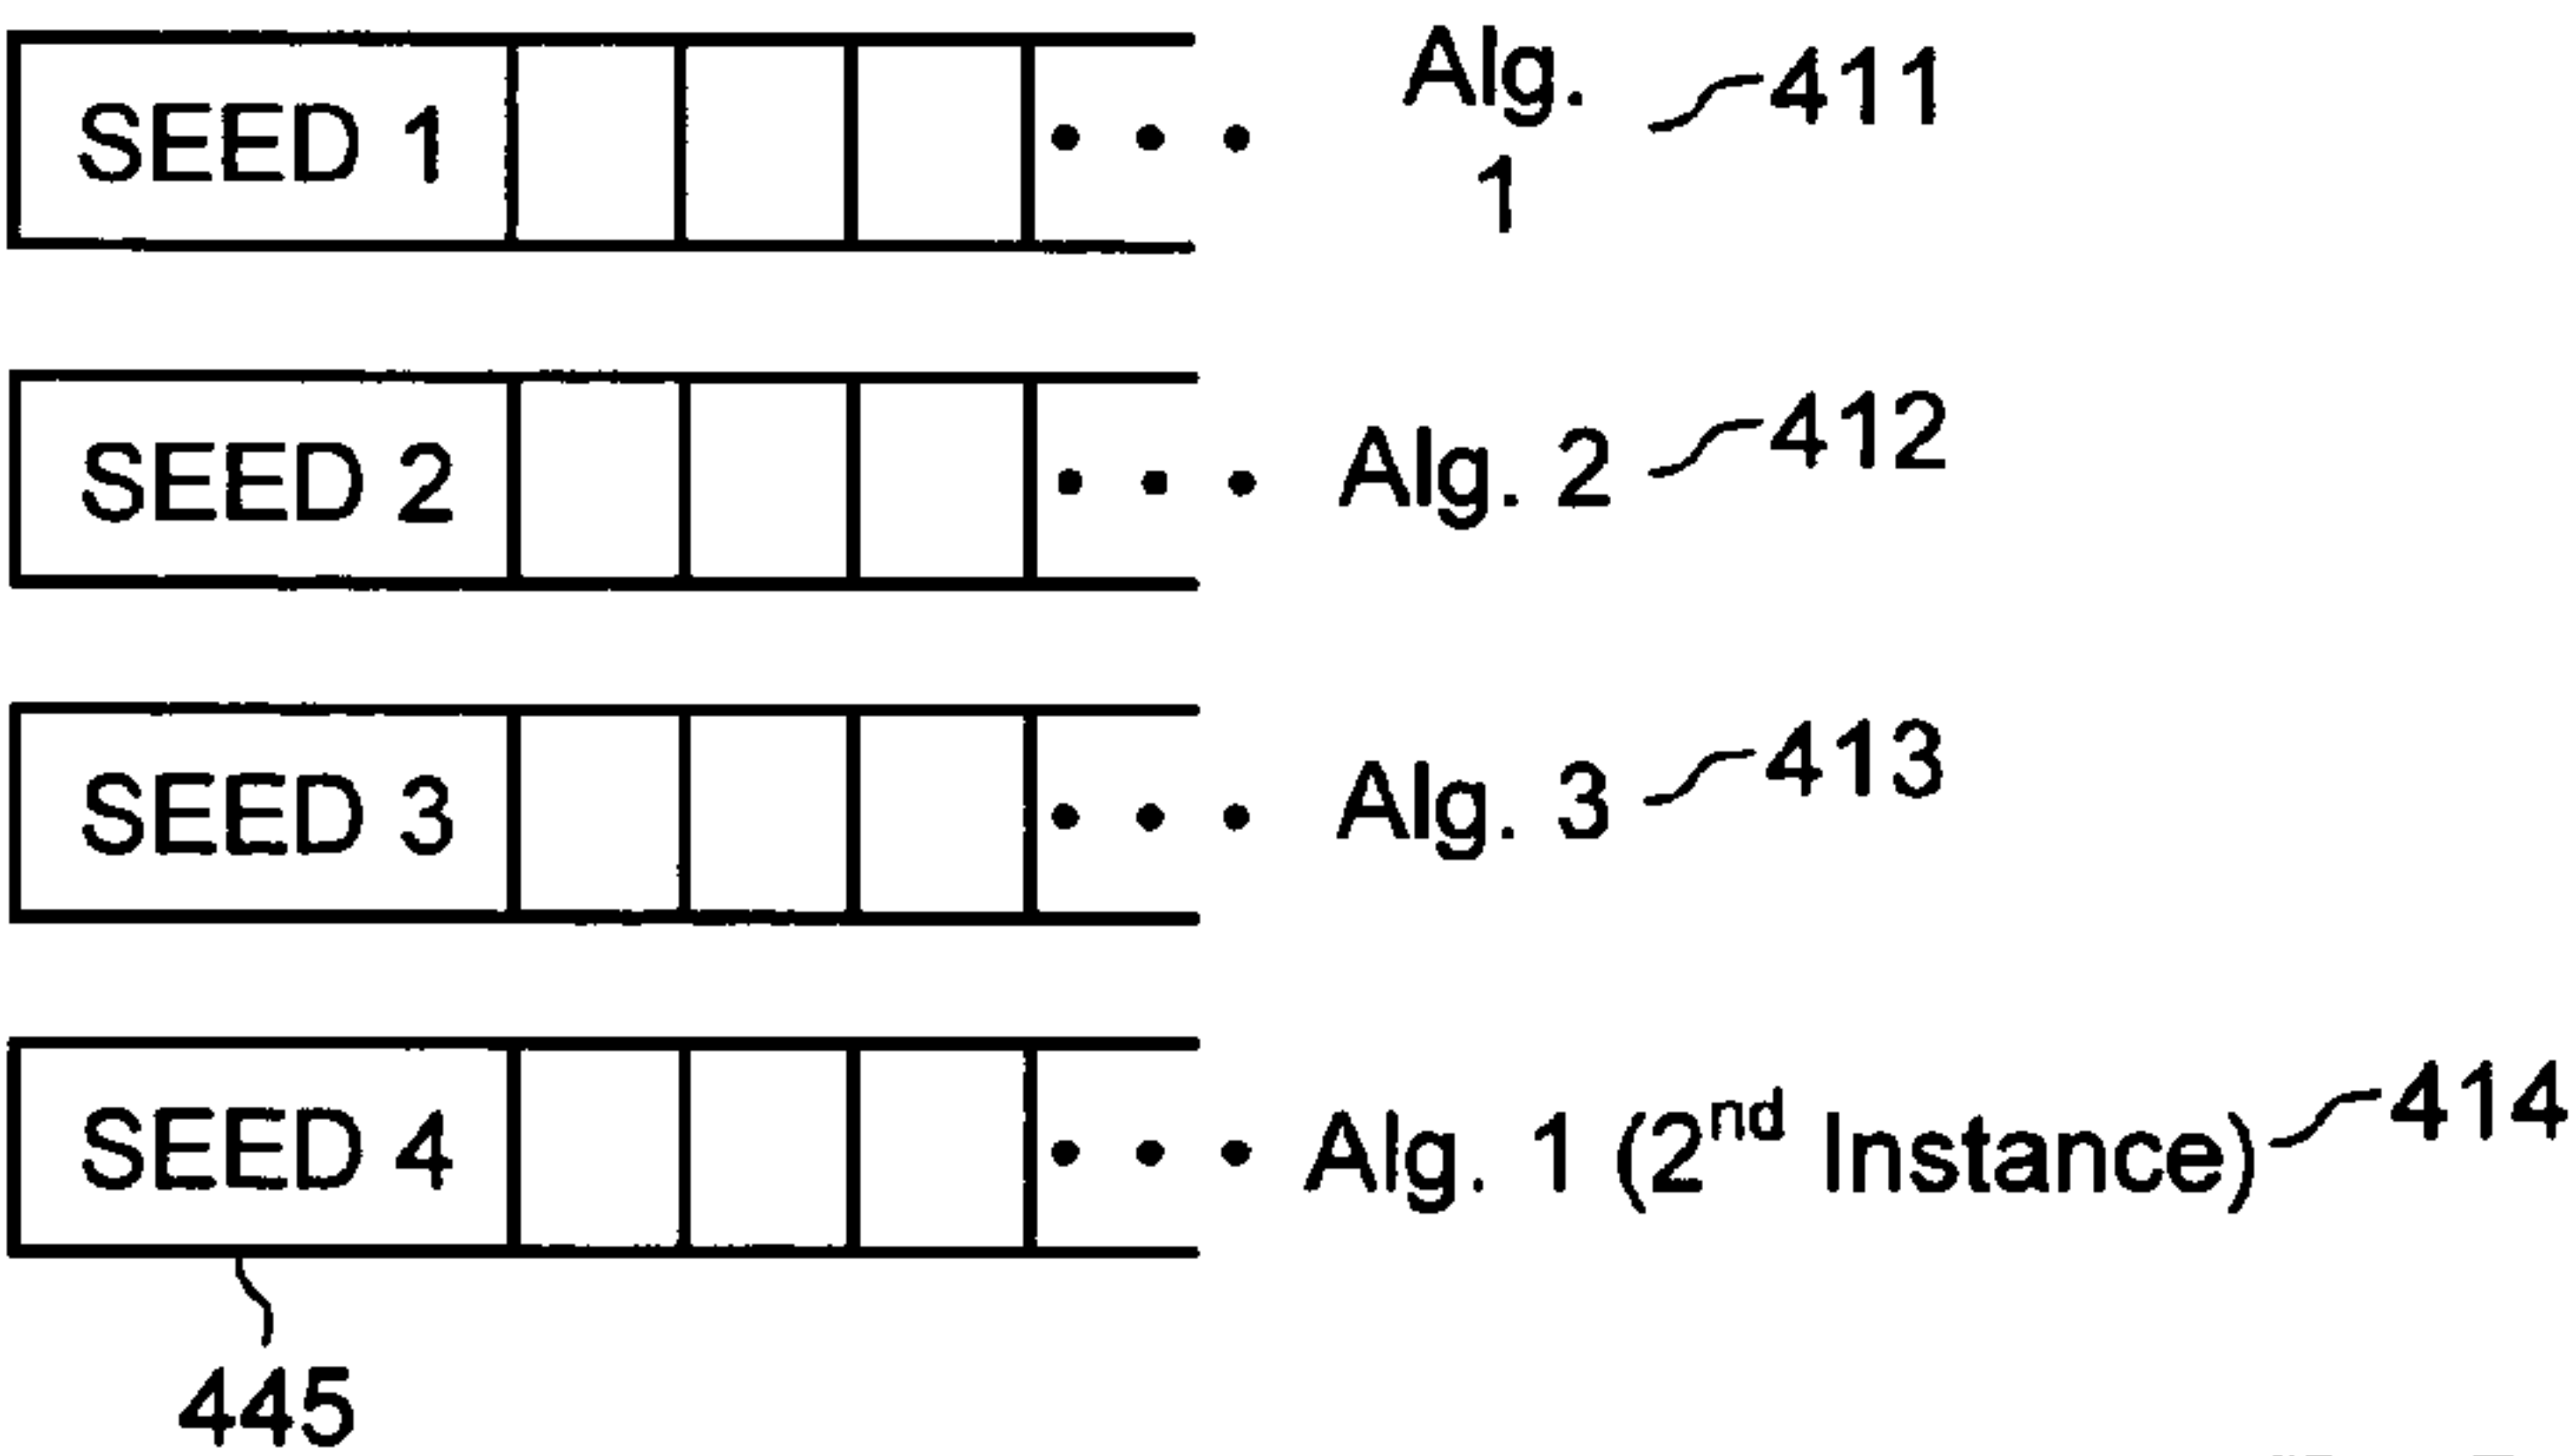 SEED 1 • • • Alg. 1 411
SEED 2 • • • Alg. 2 412
SEED 3 • • • Alg. 3 413
SEED 4 • • • Alg. 1 (2nd Instance) 414
445